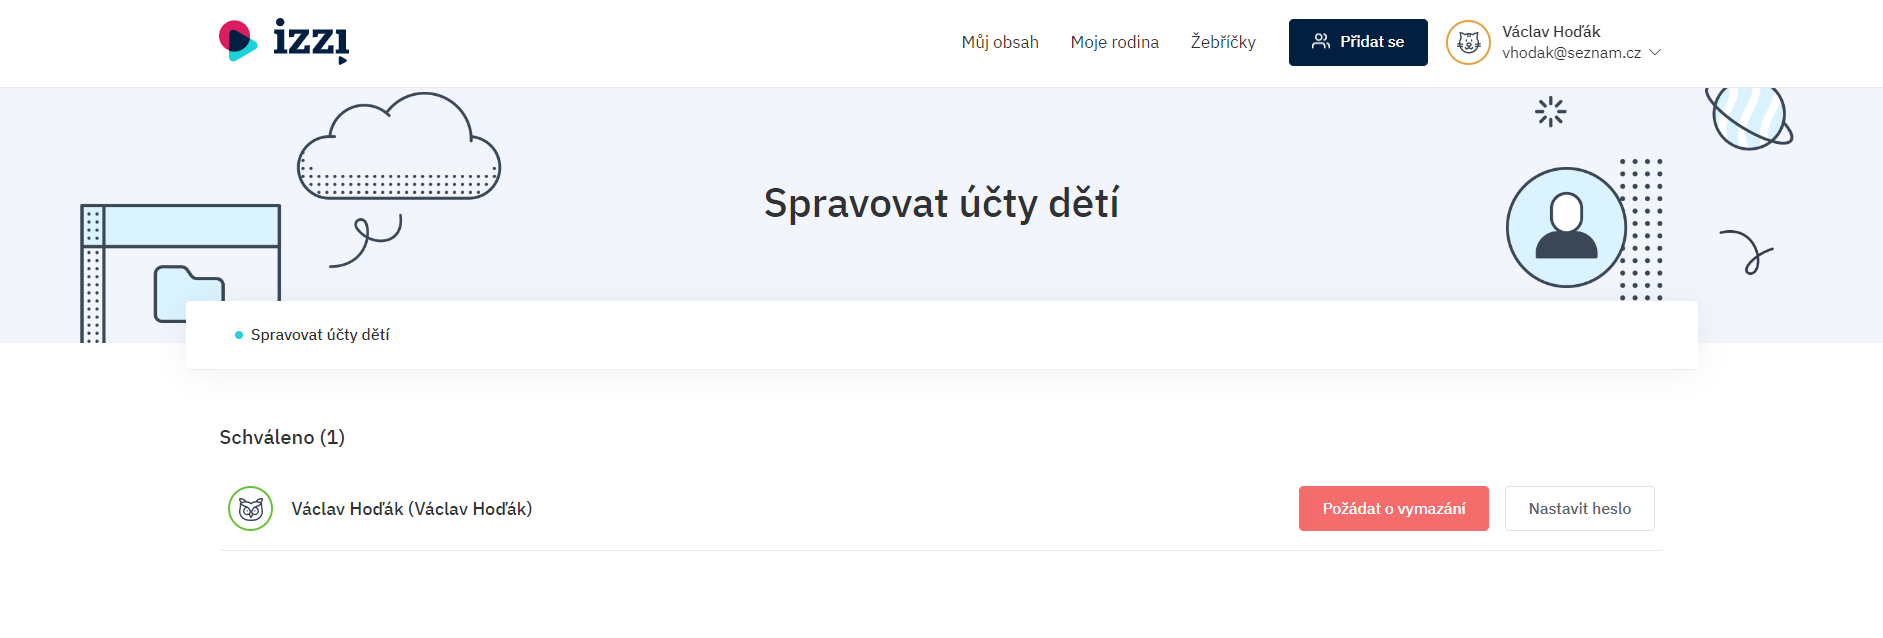 izzi
Můj obsah
Moje rodina
Žebříčky
Přidat se
Václav Hoďák
vhodak@seznam.cz
Spravovat účty dětí
Spravovat účty dětí
Schváleno (1)
Václav Hoďák (Václav Hoďák)
Požádat o vymazání
Nastavit heslo